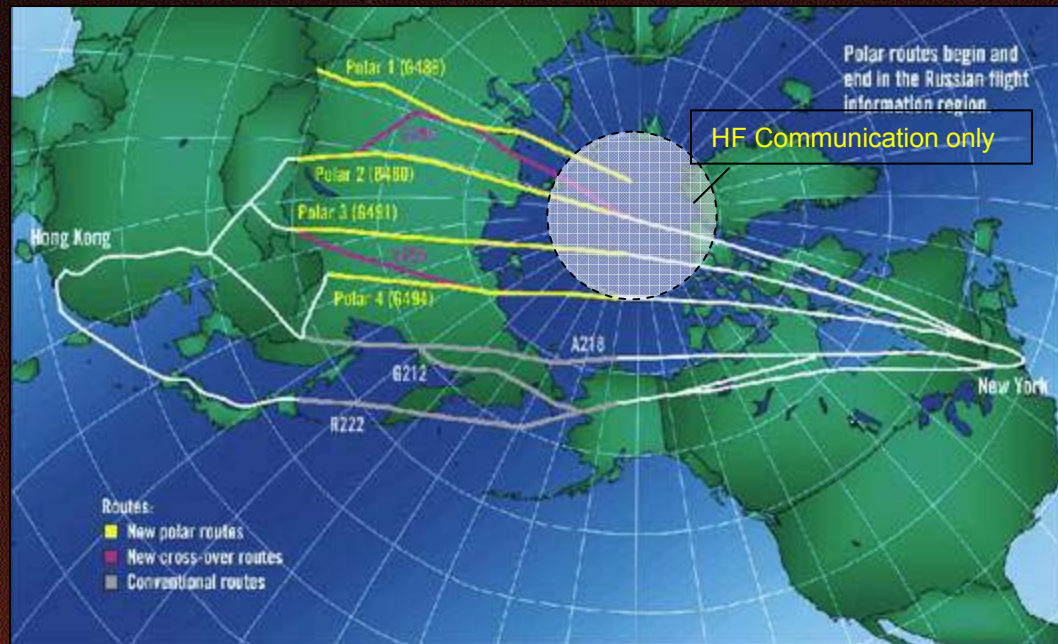 Polar 1 (G489)
Polar routes begin and
end in the Russian flight
information region.
HF Communication only
Polar 2 (G490)
Polar 3 (G491)
Hong Kong
Polar 4 (G494)
A218
G212
New York
R222
Routes:
New polar routes
New cross-over routes
Conventional routes